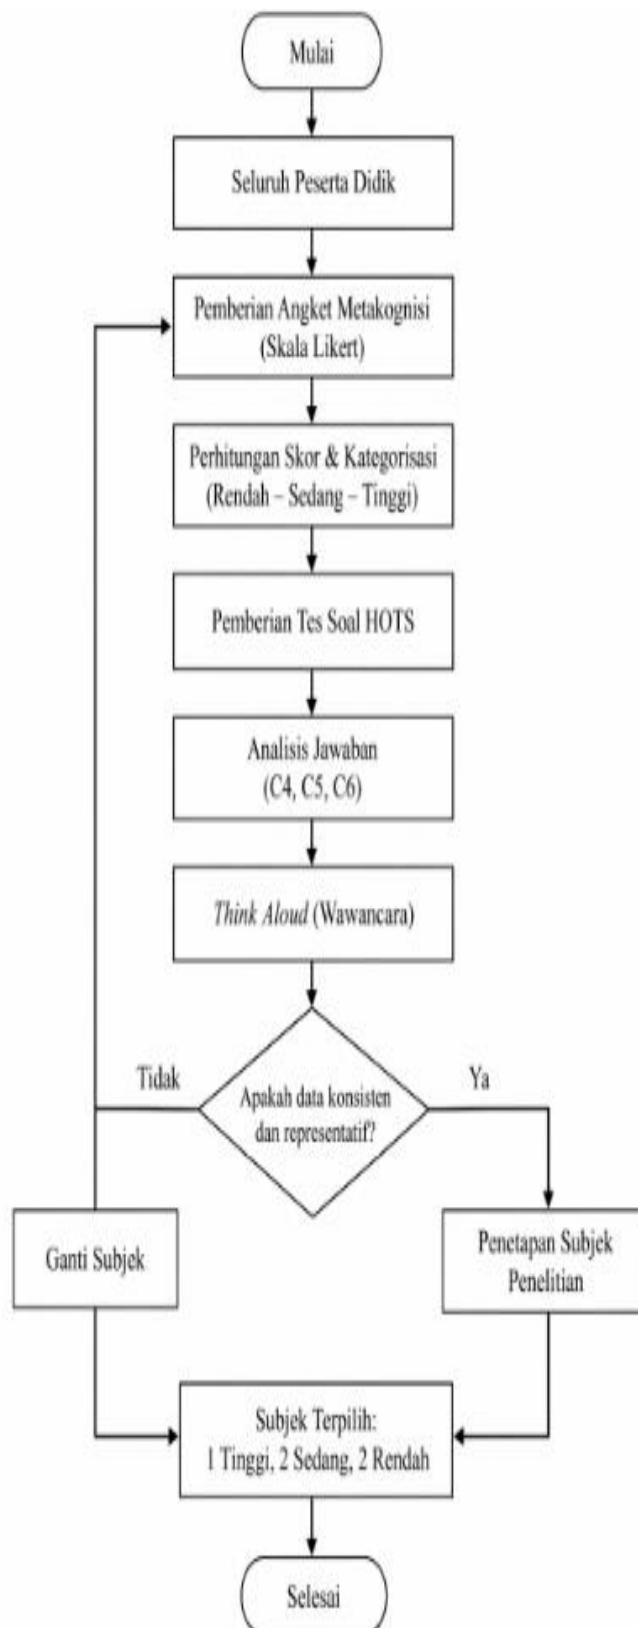 Mulai
Seluruh Peserta Didik
Pemberian Angket Metakognisi
(Skala Likert)
Perhitungan Skor & Kategorisasi
(Rendah – Sedang – Tinggi)
Pemberian Tes Soal HOTS
Analisis Jawaban
(C4, C5, C6)
Think Aloud (Wawancara)
Tidak
Ya
Apakah data konsisten
dan representatif?
Ganti Subjek
Penetapan Subjek
Penelitian
Subjek Terpilih:
1 Tinggi, 2 Sedang, 2 Rendah
Selesai